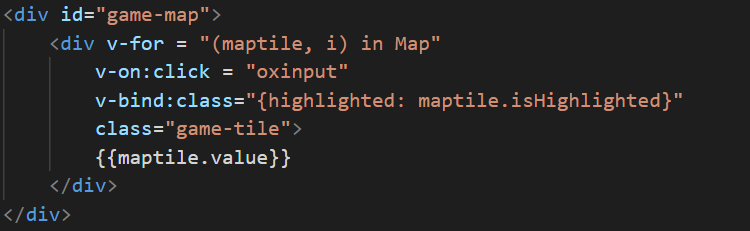 <div id="game-map">
    <div v-for = "(maptile, i) in Map"
        v-on:click = "oxinput"
        v-bind:class="{highlighted: maptile.isHighlighted}"
        class="game-tile">
        {{maptile.value}}
    </div>
</div>